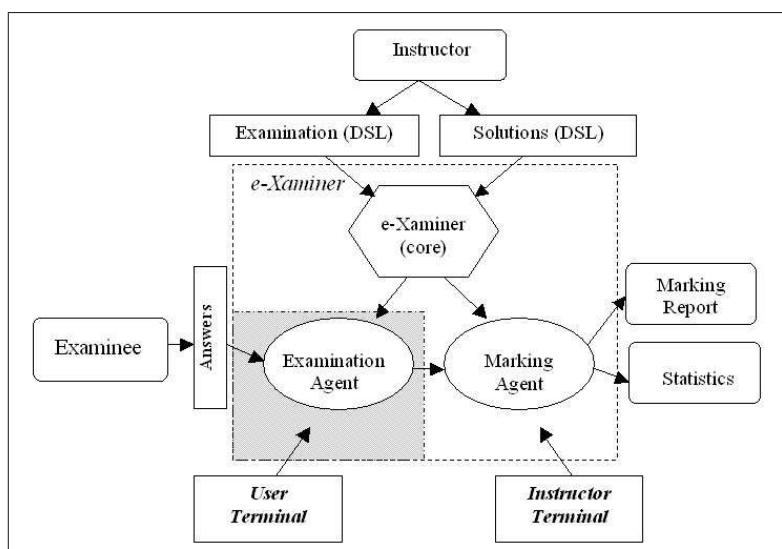 Instructor
Examination (DSL)
Solutions (DSL)
e-Xaminer
e-Xaminer
(core)
Examinee
Answers
Examination
Agent
Marking
Agent
Marking
Report
Statistics
User
Terminal
Instructor
Terminal